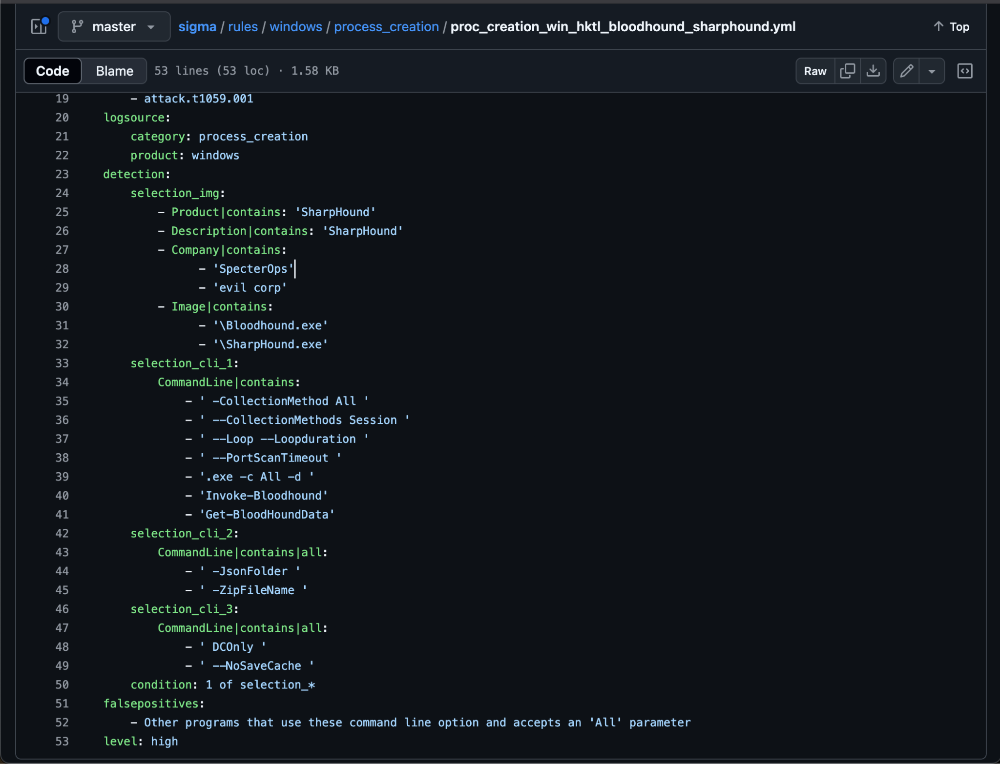 master sigma / rules / windows / process_creation / proc_creation_win_hktl_bloodhound_sharphound.yml Top
Code Blame 53 lines (53 loc) · 1.58 KB Raw
19 - attack.t1059.001
20 logsource:
21 category: process_creation
22 product: windows
23 detection:
24 selection_img:
25 - Product|contains: 'SharpHound'
26 - Description|contains: 'SharpHound'
27 - Company|contains:
28 - 'SpecterOps'
29 - 'evil corp'
30 - Image|contains:
31 - '\Bloodhound.exe'
32 - '\SharpHound.exe'
33 selection_cli_1:
34 CommandLine|contains:
35 - ' -CollectionMethod All '
36 - ' --CollectionMethods Session '
37 - ' --Loop --Loopduration '
38 - ' --PortScanTimeout '
39 - '.exe -c All -d '
40 - 'Invoke-Bloodhound'
41 - 'Get-BloodHoundData'
42 selection_cli_2:
43 CommandLine|contains|all:
44 - ' -JsonFolder '
45 - ' -ZipFileName '
46 selection_cli_3:
47 CommandLine|contains|all:
48 - ' DCOnly '
49 - ' --NoSaveCache '
50 condition: 1 of selection_*
51 falsepositives:
52 - Other programs that use these command line option and accepts an 'All' parameter
53 level: high